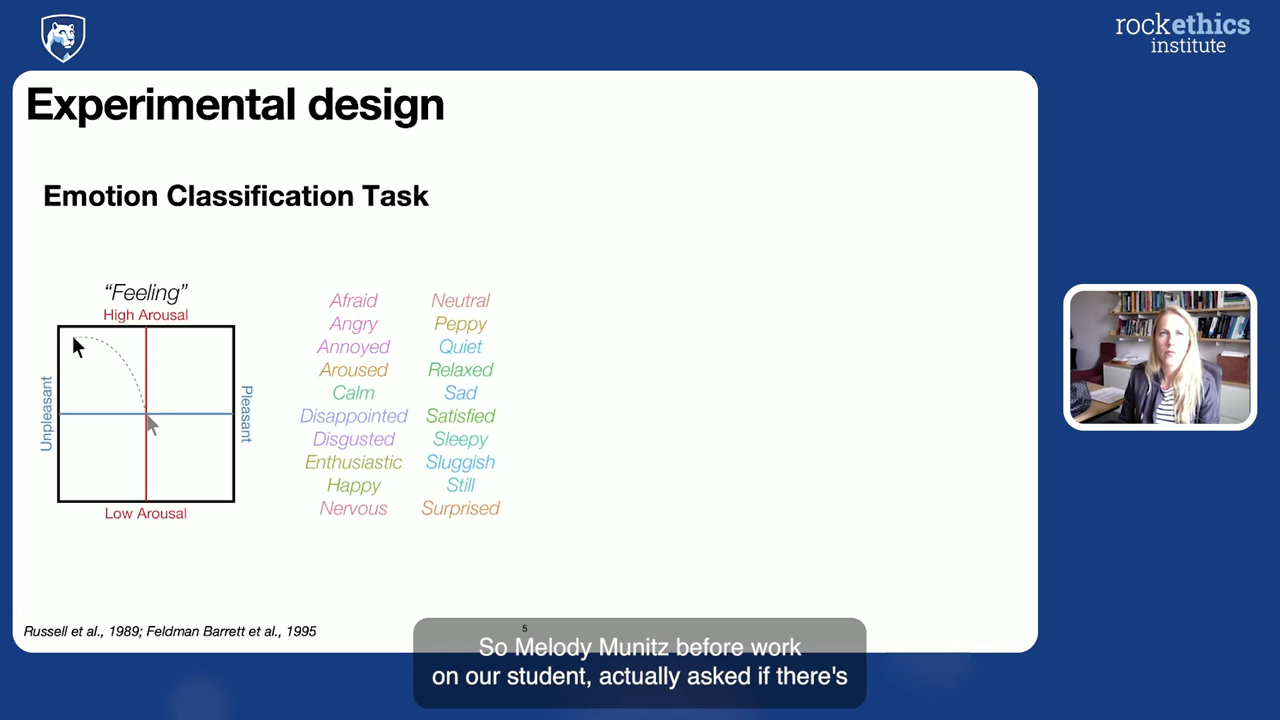 rockethics
institute
Experimental design
Emotion Classification Task
“Feeling”
High Arousal
Unpleasant
Pleasant
Low Arousal
Afraid
Angry
Annoyed
Aroused
Calm
Disappointed
Disgusted
Enthusiastic
Happy
Nervous
Neutral
Peppy
Quiet
Relaxed
Sad
Satisfied
Sleepy
Sluggish
Still
Surprised
Russell et al., 1989; Feldman Barrett et al., 1995
5
So Melody Munitz before work
on our student, actually asked if there's